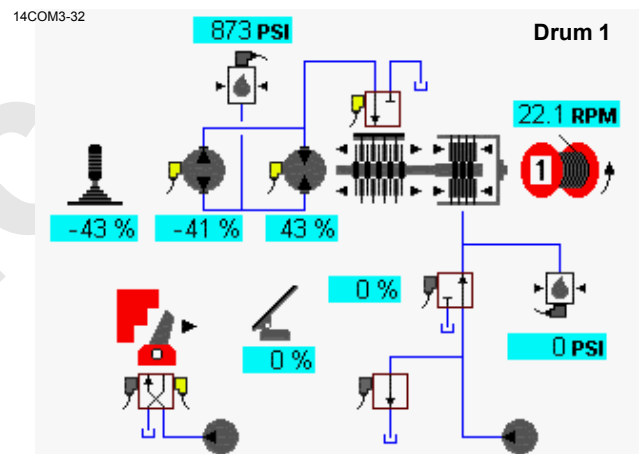 14COM3-32
873 PSI
Drum 1
22.1 RPM
1
-43 %
-41 %
43 %
0 %
0 %
0 PSI